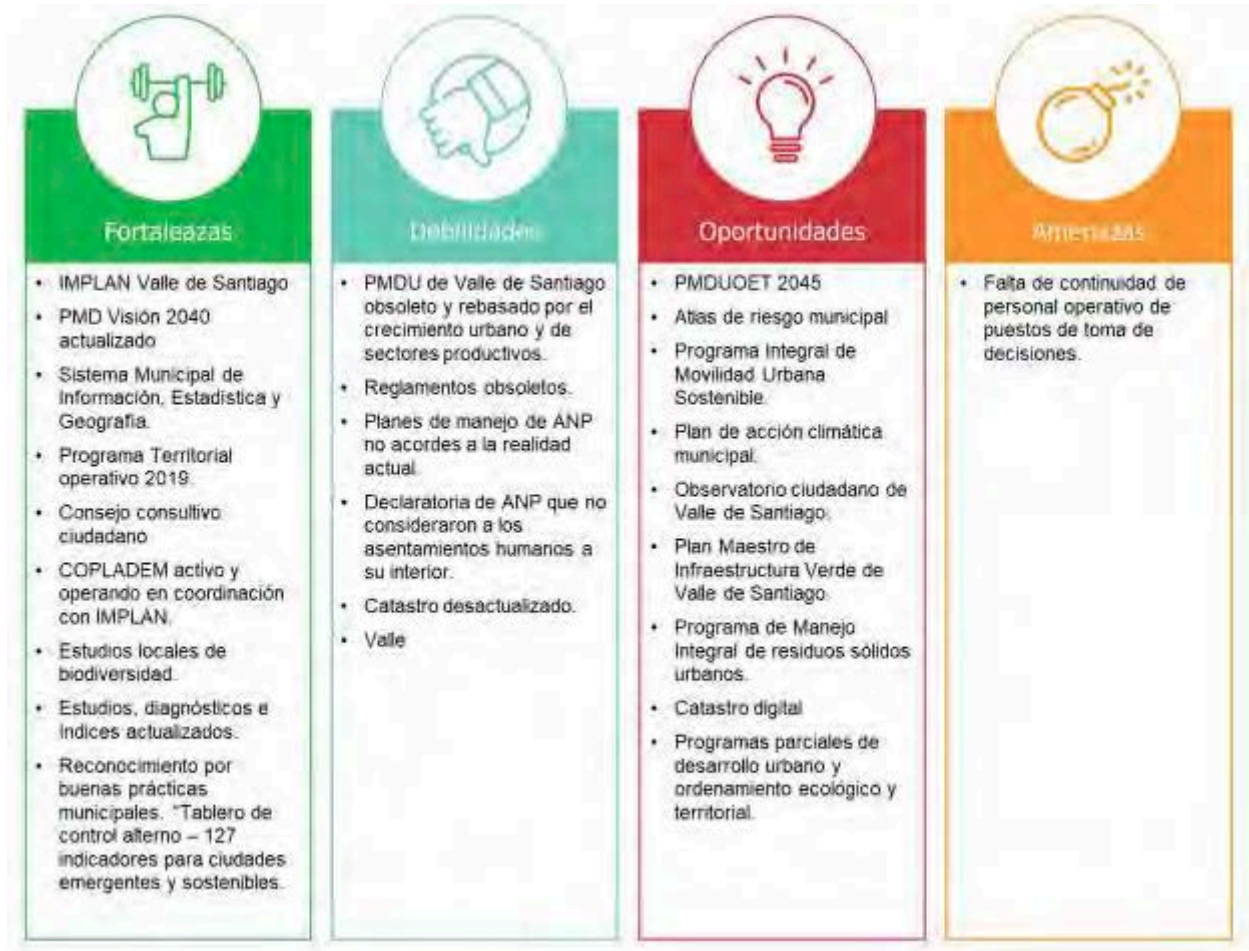 Fortaleazas
• IMPLAN Valle de Santiago
• PMD Visión 2040
actualizado
• Sistema Municipal de
Información, Estadística y
Geografía.
• Programa Territorial
operativo 2019.
• Consejo consultivo
ciudadano
• COPLADEM activo y
operando en coordinación
con IMPLAN.
• Estudios locales de
biodiversidad.
• Estudios, diagnósticos e
índices actualizados.
• Reconocimiento por
buenas prácticas
municipales. "Tablero de
control alterno – 127
indicadores para ciudades
emergentes y sostenibles.
Debilidades
• PMDU de Valle de Santiago
obsoleto y rebasado por el
crecimiento urbano y de
sectores productivos.
• Reglamentos obsoletos.
• Planes de manejo de ANP
no acordes a la realidad
actual.
• Declaratoria de ANP que no
consideraron a los
asentamientos humanos a
su interior.
• Catastro desactualizado.
• Valle
Oportunidades
• PMDUOET 2045
• Atlas de riesgo municipal
• Programa Integral de
Movilidad Urbana
Sostenible.
• Plan de acción climática
municipal.
• Observatorio ciudadano de
Valle de Santiago.
• Plan Maestro de
Infraestructura Verde de
Valle de Santiago.
• Programa de Manejo
Integral de residuos sólidos
urbanos.
• Catastro digital
• Programas parciales de
desarrollo urbano y
ordenamiento ecológico y
territorial.
Amenazas
• Falta de continuidad de
personal operativo de
puestos de toma de
decisiones.